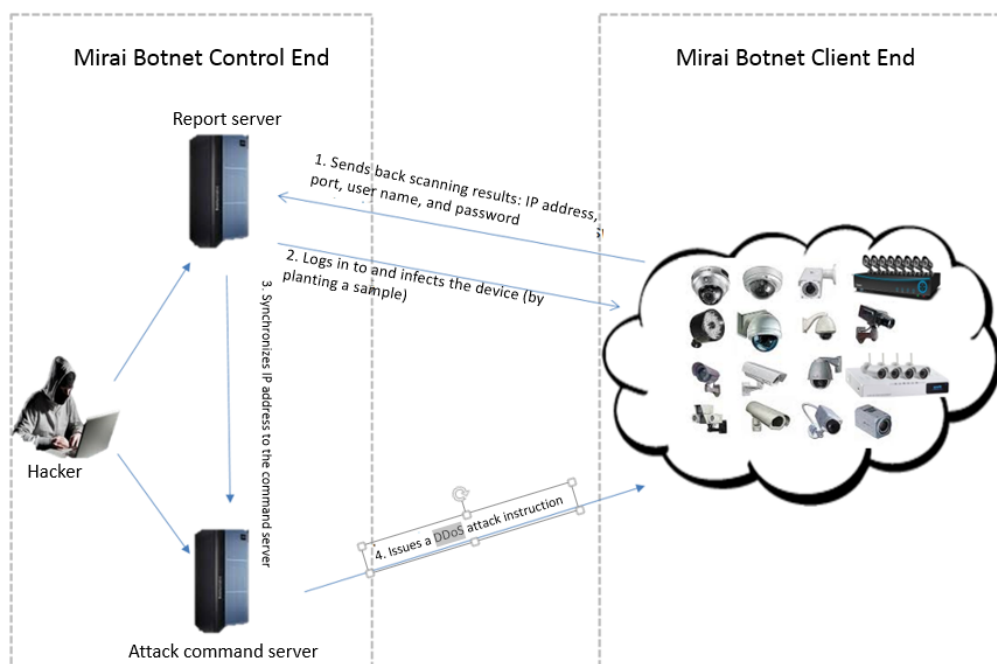 Mirai Botnet Control End
Mirai Botnet Client End
Report server
1. Sends back scanning results: IP address,
port, user name, and password
2. Logs in to and infects the device (by
planting a sample)
3. Synchronizes IP address to the command server
Hacker
4. Issues a DDoS attack instruction
Attack command server